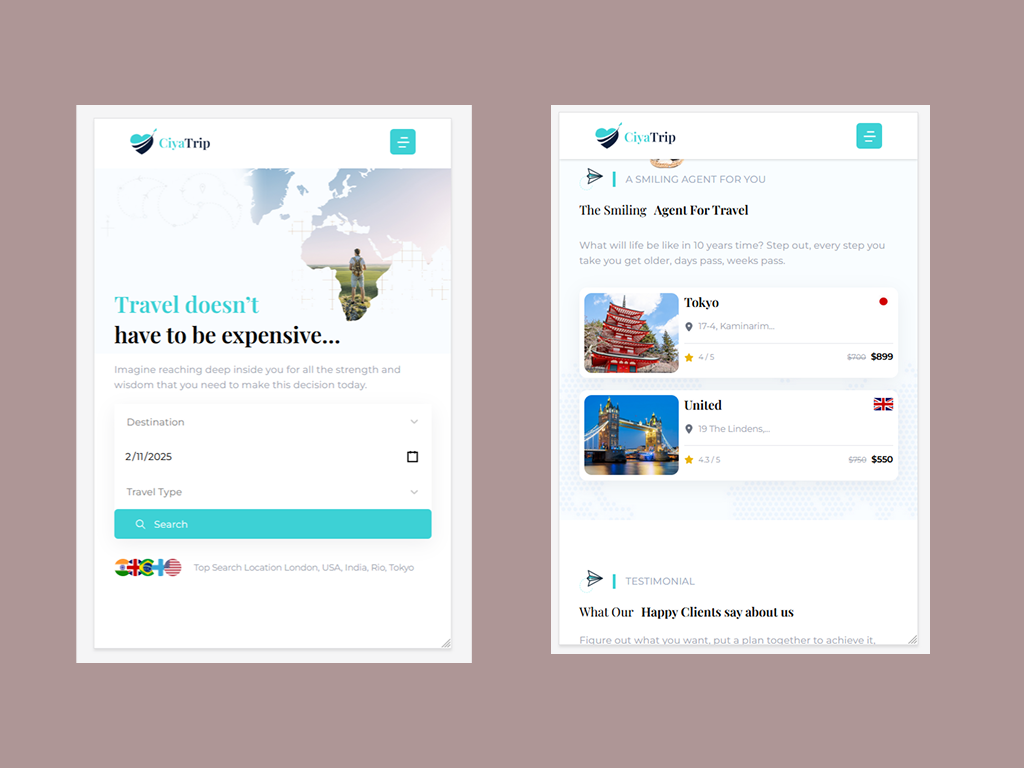 CiyaTrip
Travel doesn't
have to be expensive...
Imagine reaching deep inside you for all the strength and
wisdom that you need to make this decision today.
Destination
2/11/2025
Travel Type
Search
Top Search Location London, USA, India, Rio, Tokyo
CiyaTrip
A SMILING AGENT FOR YOU
The Smiling Agent For Travel
What will life be like in 10 years time? Step out, every step you
take you get older, days pass, weeks pass.
Tokyo
17-4, Kaminarim...
4 / 5 $700 $899
United
19 The Lindens,...
4.3 / 5 $750 $550
TESTIMONIAL
What Our Happy Clients say about us
Figure out what you want, put a plan together to achieve it,